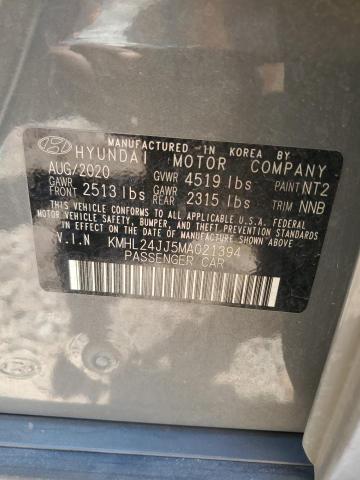 MANUFACTURED IN KOREA BY
HYUNDAI MOTOR COMPANY
AUG/2020 GVWR 4519 lbs PAINT NT2
GAWR FRONT 2513 lbs GAWR REAR 2315 lbs TRIM NNB
THIS VEHICLE CONFORMS TO ALL APPLICABLE U.S.A. FEDERAL
MOTOR VEHICLE SAFETY, BUMPER, AND THEFT PREVENTION STANDARDS
IN EFFECT ON THE DATE OF MANUFACTURE SHOWN ABOVE.
V.I.N KMHL24JJ5MA021394
PASSENGER CAR